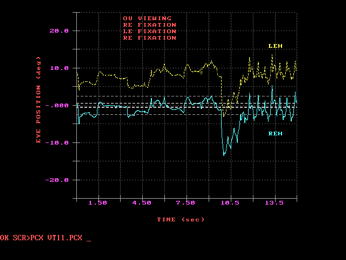 OU VIEWING
RE FIXATION
LE FIXATION
RE FIXATION
LEH
20.0
10.0
-.000
-10.0
-20.0
EYE POSITION (deg)
REH
1.50
4.50
7.50
10.5
13.5
TIME (sec)
OK SCR>PCX VT11.PCX _